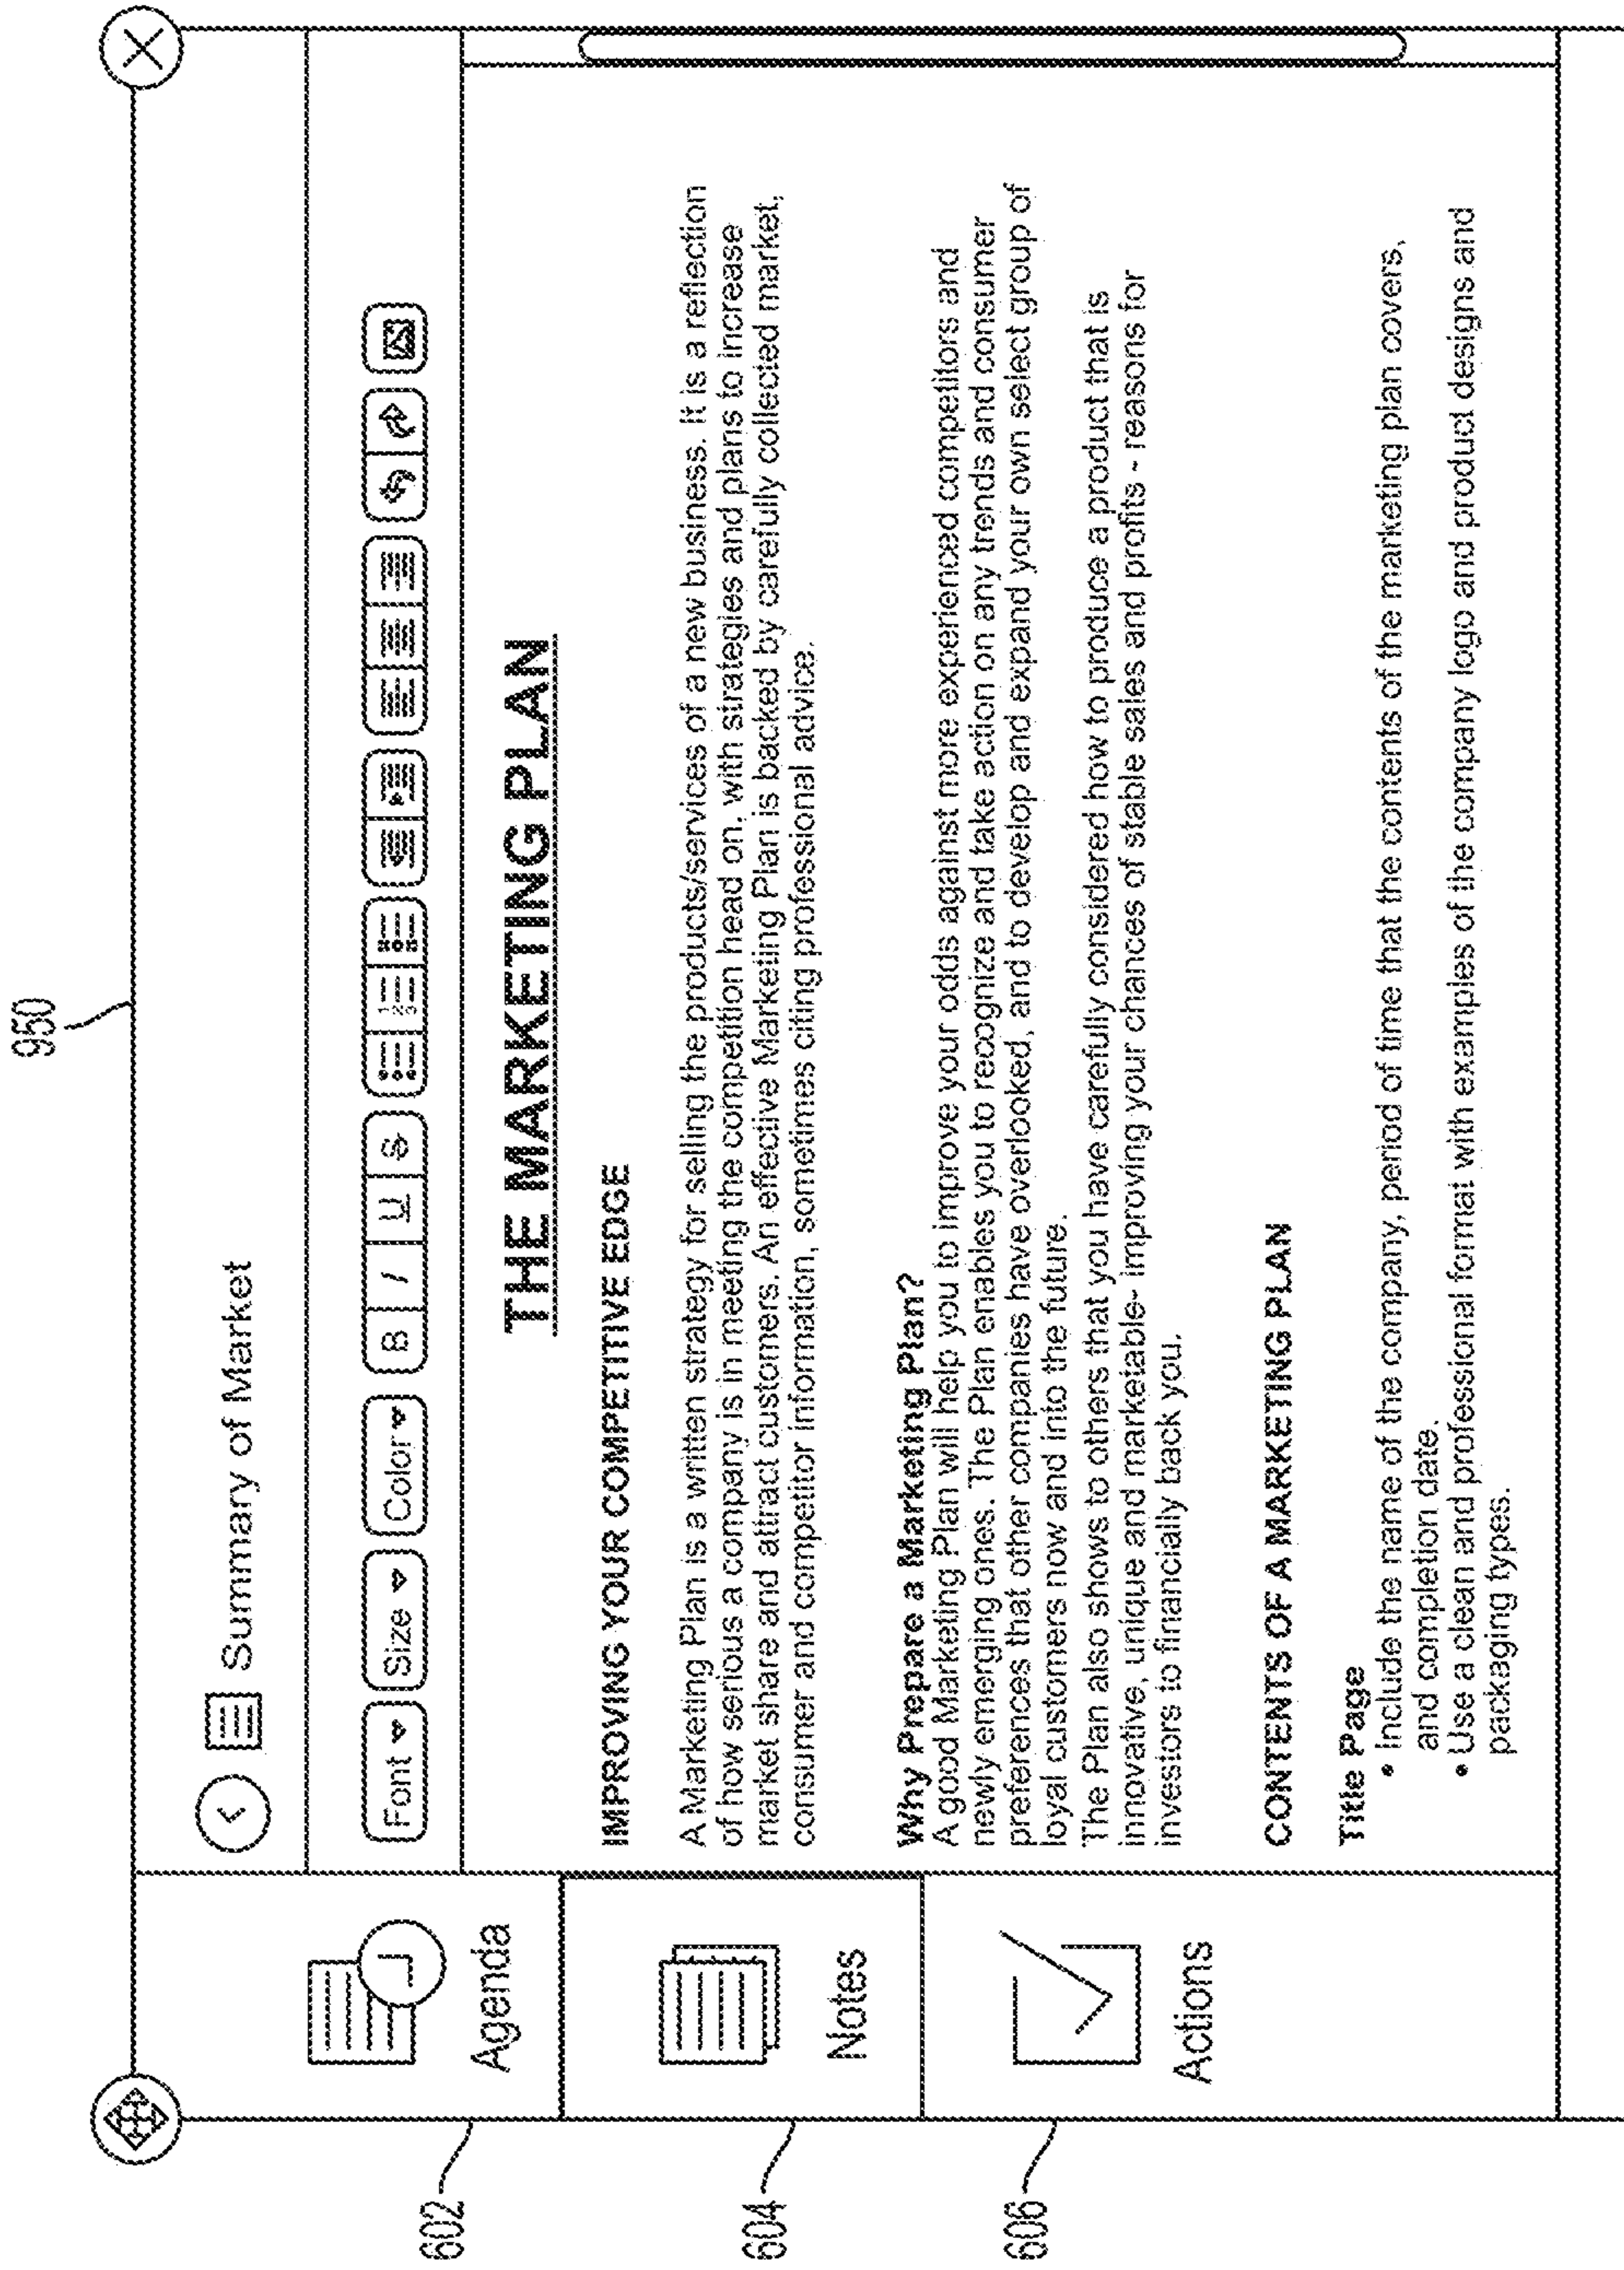 950
Summary of Market
Font Size Color B I U S
THE MARKETING PLAN
IMPROVING YOUR COMPETITIVE EDGE
A Marketing Plan is a written strategy for selling the products/services of a new business. It is a reflection
of how serious a company is in meeting the competition head on, with strategies and plans to increase
market share and attract customers. An effective Marketing Plan is backed by carefully collected market,
consumer and competitor information, sometimes citing professional advice.
Why Prepare a Marketing Plan?
A good Marketing Plan will help you to improve your odds against more experienced competitors and
newly emerging ones. The Plan enables you to recognize and take action on any trends and consumer
preferences that other companies have overlooked, and to develop and expand your own select group of
loyal customers now and into the future.
The Plan also shows to others that you have carefully considered how to produce a product that is
innovative, unique and marketable- improving your chances of stable sales and profits - reasons for
investors to financially back you.
CONTENTS OF A MARKETING PLAN
Title Page
• Include the name of the company, period of time that the contents of the marketing plan covers,
and completion date.
• Use a clean and professional format with examples of the company logo and product designs and
packaging types.
602
Agenda
604
Notes
606
Actions